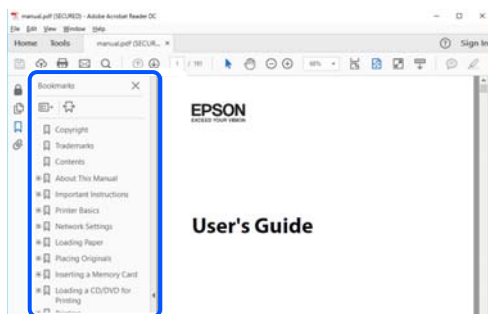 manual.pdf (SECURED) - Adobe Acrobat Reader DC
File Edit View Window Help
Home Tools manual.pdf (SECUR... × Sign In
1 / 191
Bookmarks
Copyright
Trademarks
Contents
About This Manual
Important Instructions
Printer Basics
Network Settings
Loading Paper
Placing Originals
Inserting a Memory Card
Loading a CD/DVD for
Printing
EPSON
EXCEED YOUR VISION
User's Guide